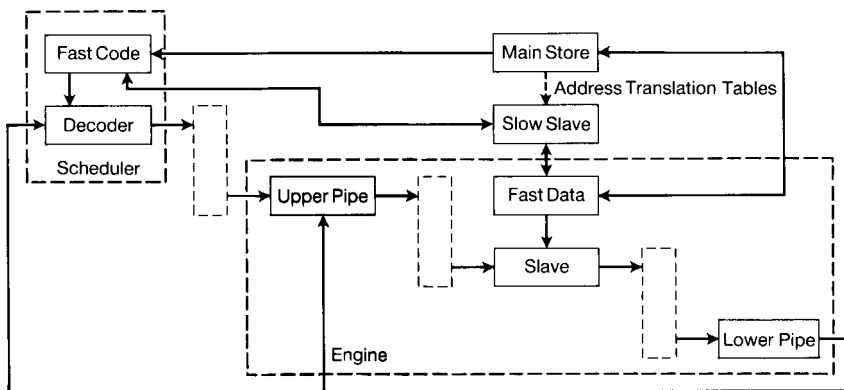 Fast Code
Main Store
Address Translation Tables
Decoder
Slow Slave
Scheduler
Upper Pipe
Fast Data
Slave
Lower Pipe
Engine